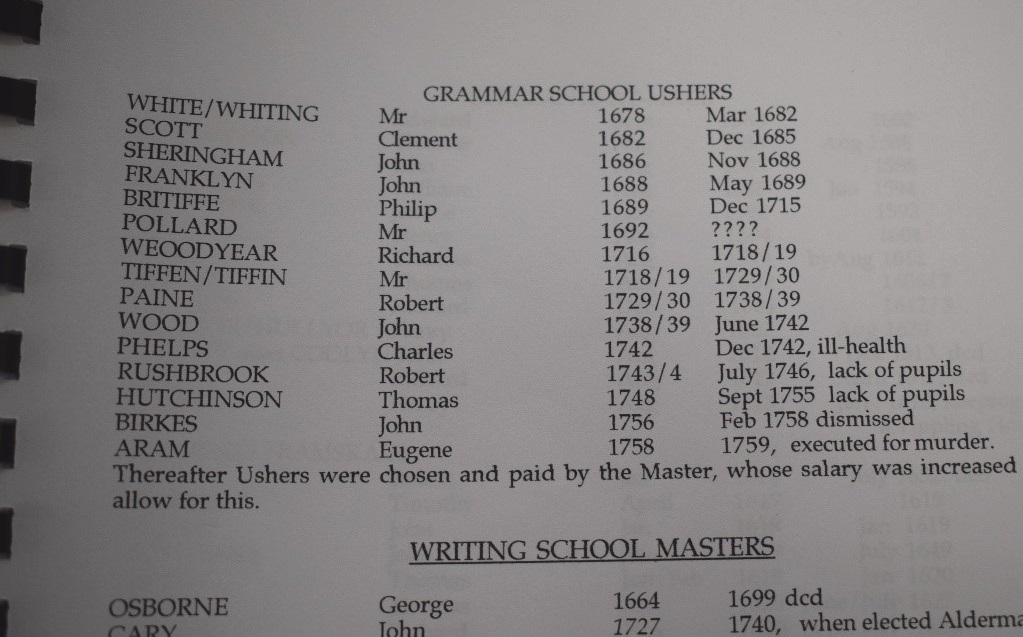 GRAMMAR SCHOOL USHERS
WHITE/WHITING Mr 1678 Mar 1682
SCOTT Clement 1682 Dec 1685
SHERINGHAM John 1686 Nov 1688
FRANKLYN John 1688 May 1689
BRITIFFE Philip 1689 Dec 1715
POLLARD Mr 1692 ????
WEOODYEAR Richard 1716 1718/19
TIFFEN/TIFFIN Mr 1718/19 1729/30
PAINE Robert 1729/30 1738/39
WOOD John 1738/39 June 1742
PHELPS Charles 1742 Dec 1742, ill-health
RUSHBROOK Robert 1743/4 July 1746, lack of pupils
HUTCHINSON Thomas 1748 Sept 1755 lack of pupils
BIRKES John 1756 Feb 1758 dismissed
ARAM Eugene 1758 1759, executed for murder.
Thereafter Ushers were chosen and paid by the Master, whose salary was increased
allow for this.
WRITING SCHOOL MASTERS
OSBORNE George 1664 1699 dcd
CARY John 1727 1740, when elected Alderma